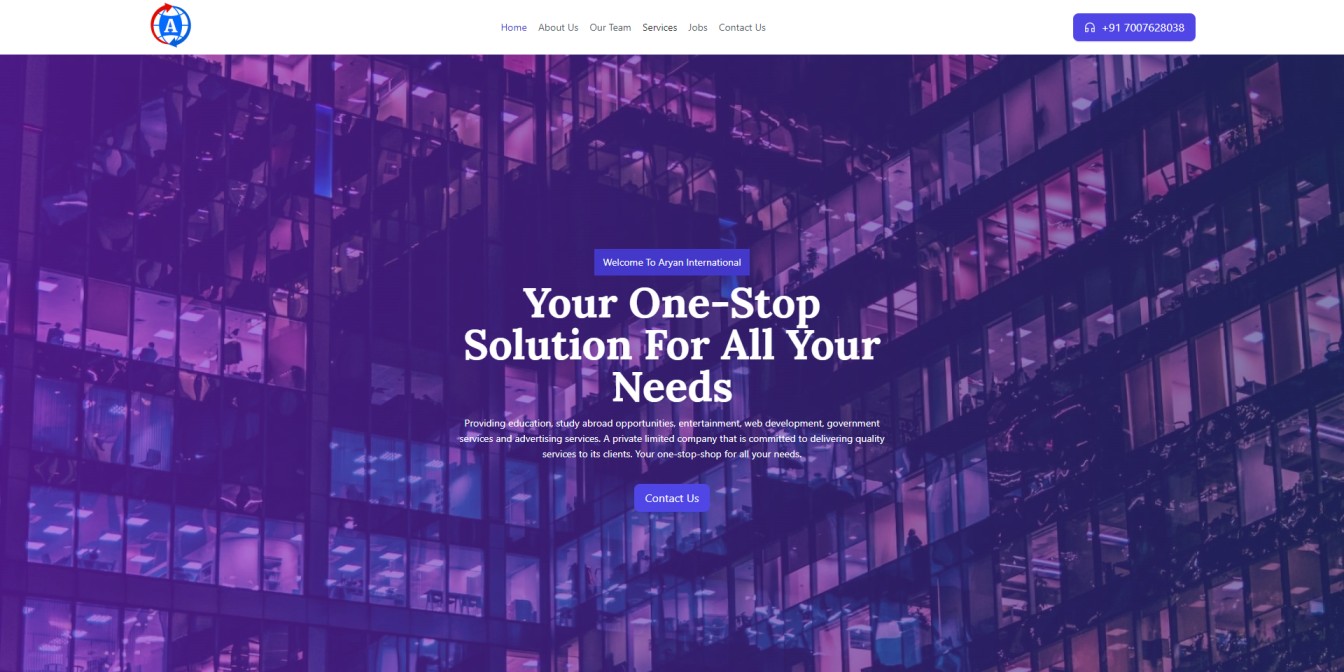 A
Home About Us Our Team Services Jobs Contact Us
+91 7007628038
Welcome To Aryan International
Your One-Stop
Solution For All Your
Needs
Providing education, study abroad opportunities, entertainment, web development, government
services and advertising services. A private limited company that is committed to delivering quality
services to its clients. Your one-stop-shop for all your needs.
Contact Us